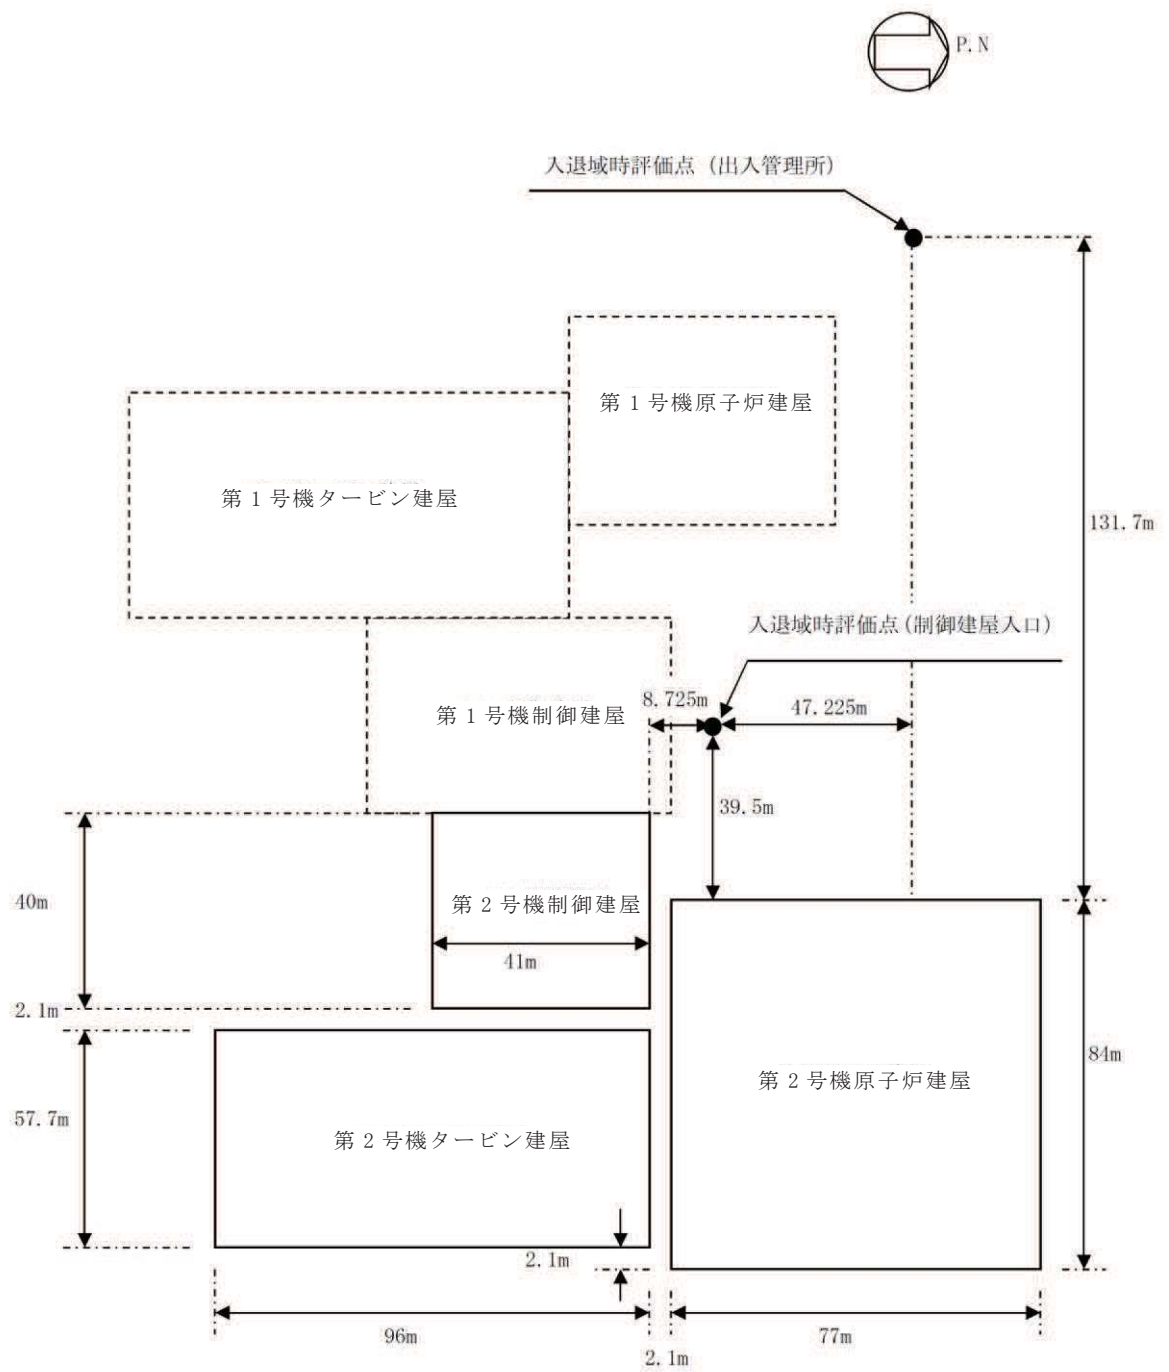 P.N
入退域時評価点（出入管理所）
第1号機原子炉建屋
第1号機タービン建屋
131.7m
入退域時評価点(制御建屋入口)
8.725m
47.225m
第1号機制御建屋
39.5m
40m
第2号機制御建屋
41m
2.1m
84m
第2号機原子炉建屋
57.7m
第2号機タービン建屋
2.1m
96m
77m
2.1m